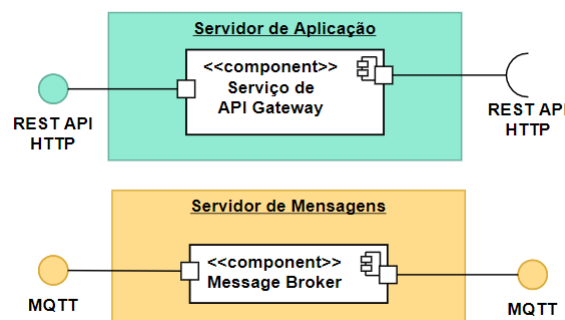 Servidor de Aplicação
<<component>>
Serviço de
API Gateway
REST API
HTTP
REST API
HTTP
Servidor de Mensagens
<<component>>
Message Broker
MQTT
MQTT